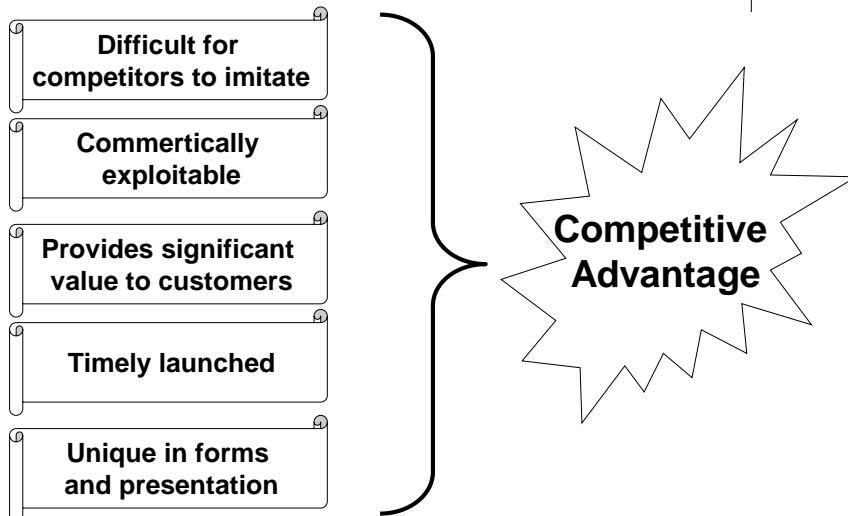 Difficult for
competitors to imitate
Commertically
exploitable
Provides significant
value to customers
Timely launched
Unique in forms
and presentation
Competitive
Advantage